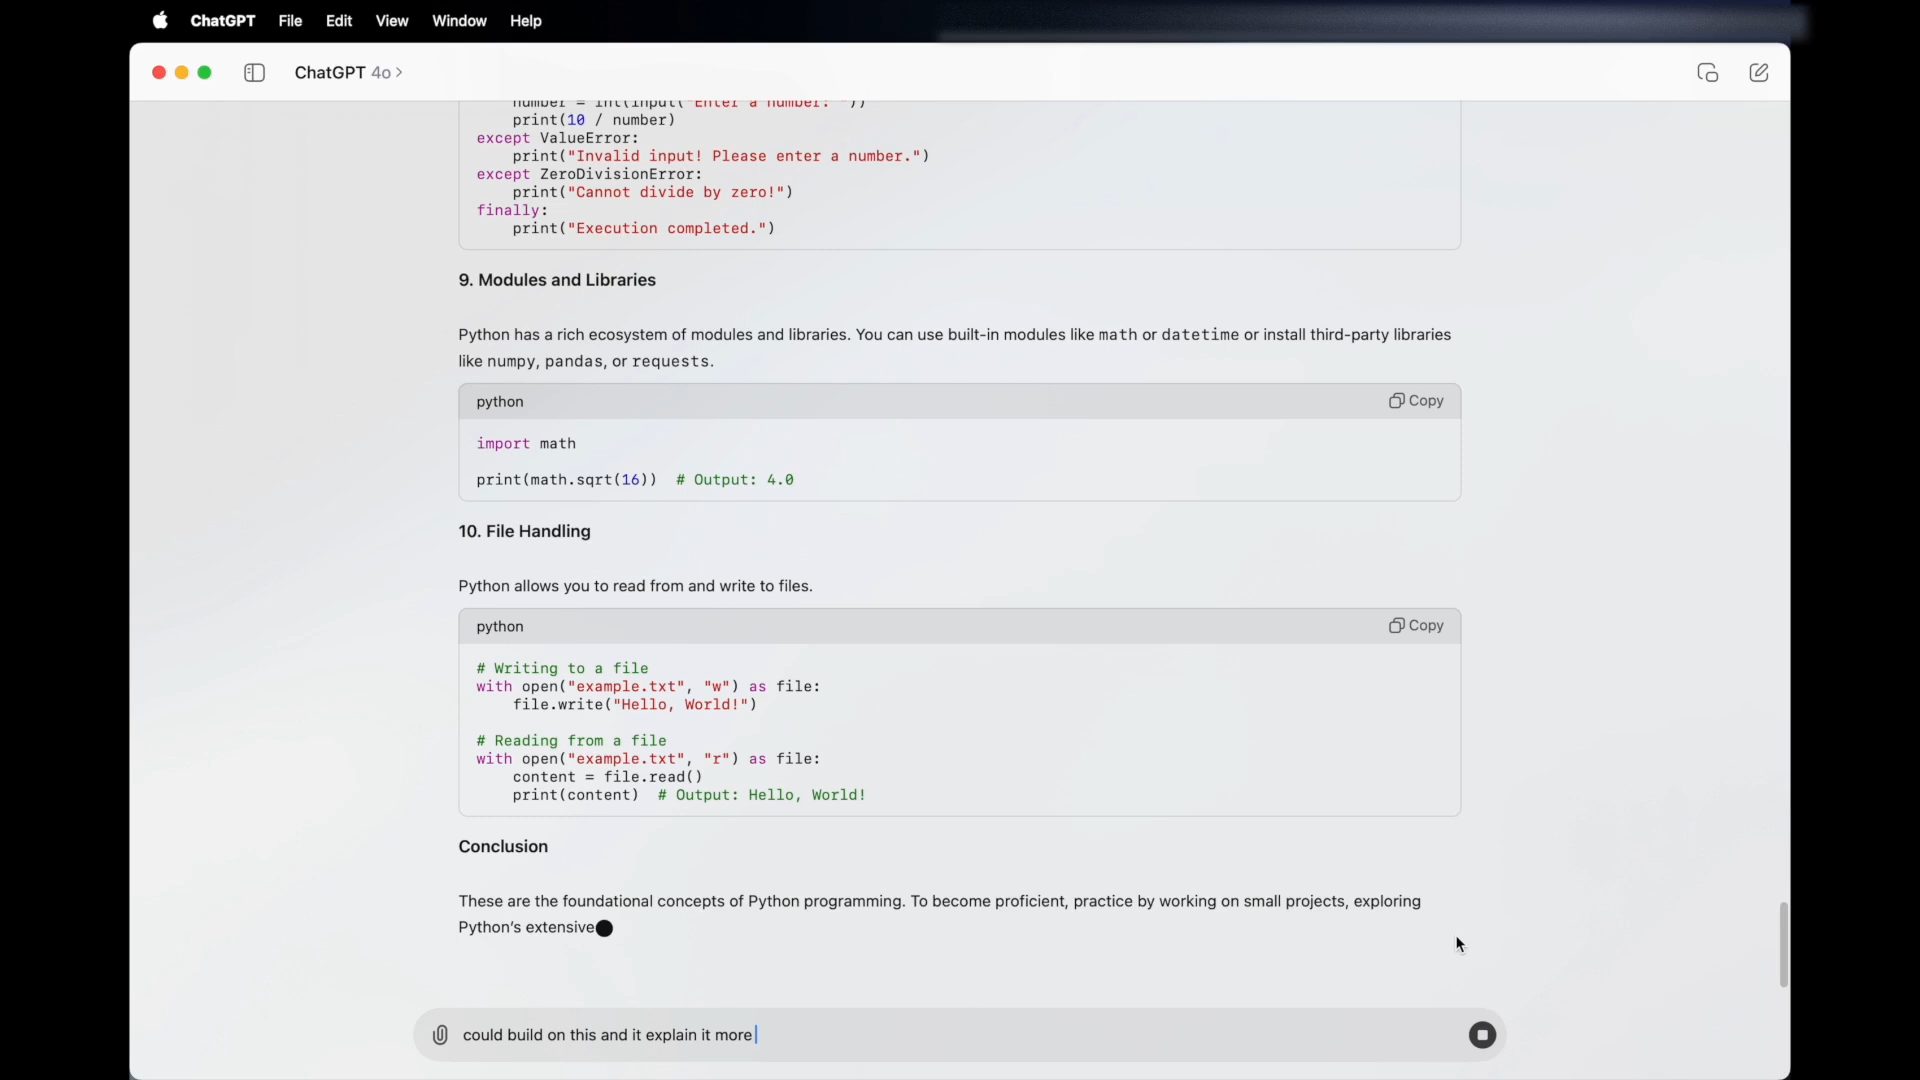 ChatGPT File Edit View Window Help
ChatGPT 4o >
number = int(input("Enter a number: "))
print(10 / number)
except ValueError:
print("Invalid input! Please enter a number.")
except ZeroDivisionError:
print("Cannot divide by zero!")
finally:
print("Execution completed.")
9. Modules and Libraries
Python has a rich ecosystem of modules and libraries. You can use built-in modules like math or datetime or install third-party libraries
like numpy, pandas, or requests.
python Copy
import math
print(math.sqrt(16))  # Output: 4.0
10. File Handling
Python allows you to read from and write to files.
python Copy
# Writing to a file
with open("example.txt", "w") as file:
file.write("Hello, World!")
# Reading from a file
with open("example.txt", "r") as file:
content = file.read()
print(content)  # Output: Hello, World!
Conclusion
These are the foundational concepts of Python programming. To become proficient, practice by working on small projects, exploring
Python's extensive
could build on this and it explain it more